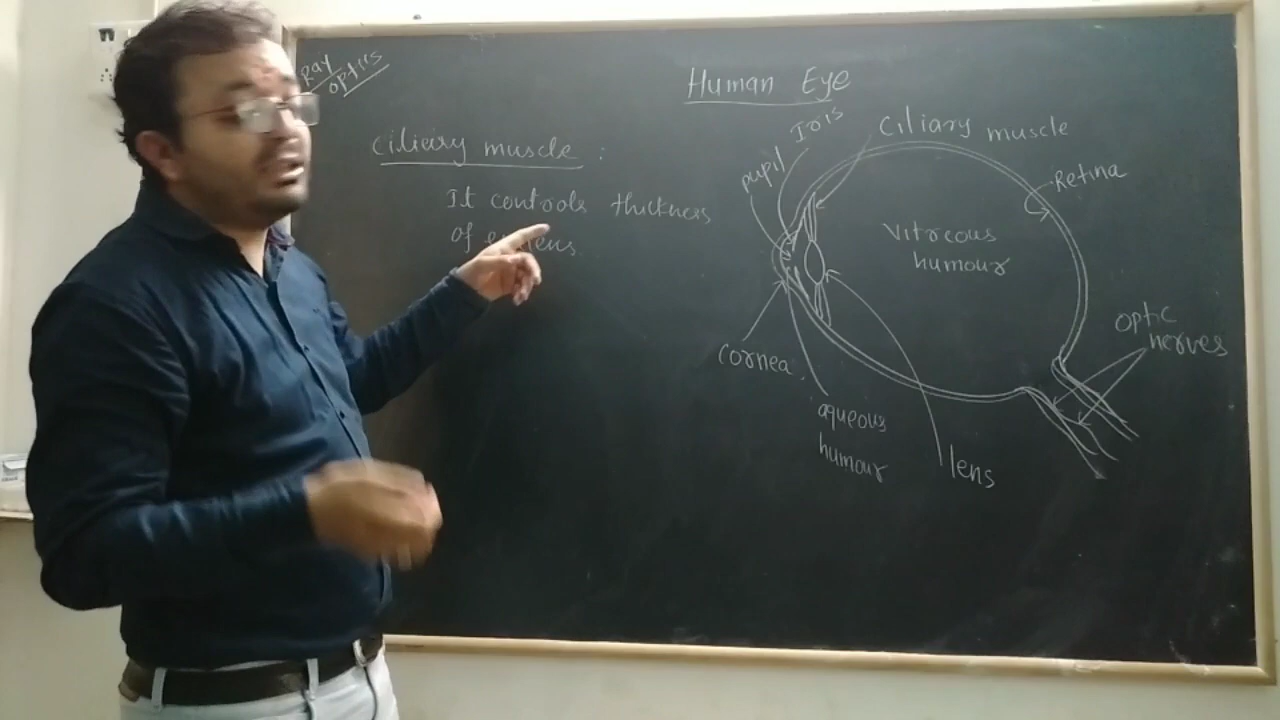 Ray
optics
Human Eye
Ciliary muscle :
It controls thickness
of lens.
pupil
Iris
Ciliary muscle
Retina
Vitreous
humour
optic
nerves
cornea
aqueous
humour
lens